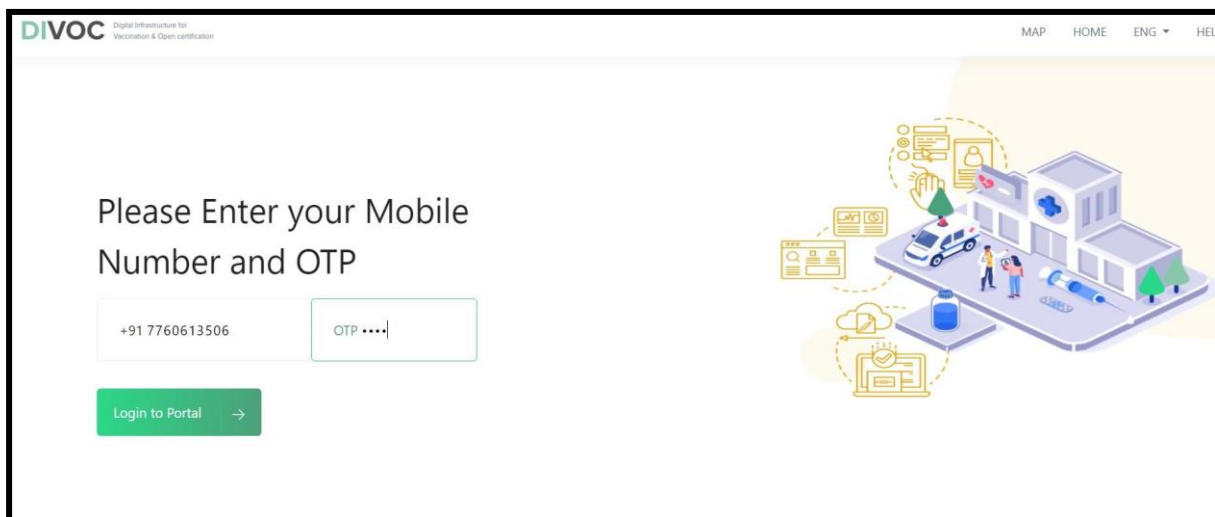 DIVOC Digital Infrastructure for
Vaccination & Open certification
MAP HOME ENG HEL
Please Enter your Mobile
Number and OTP
+91 7760613506 OTP ••••
Login to Portal →